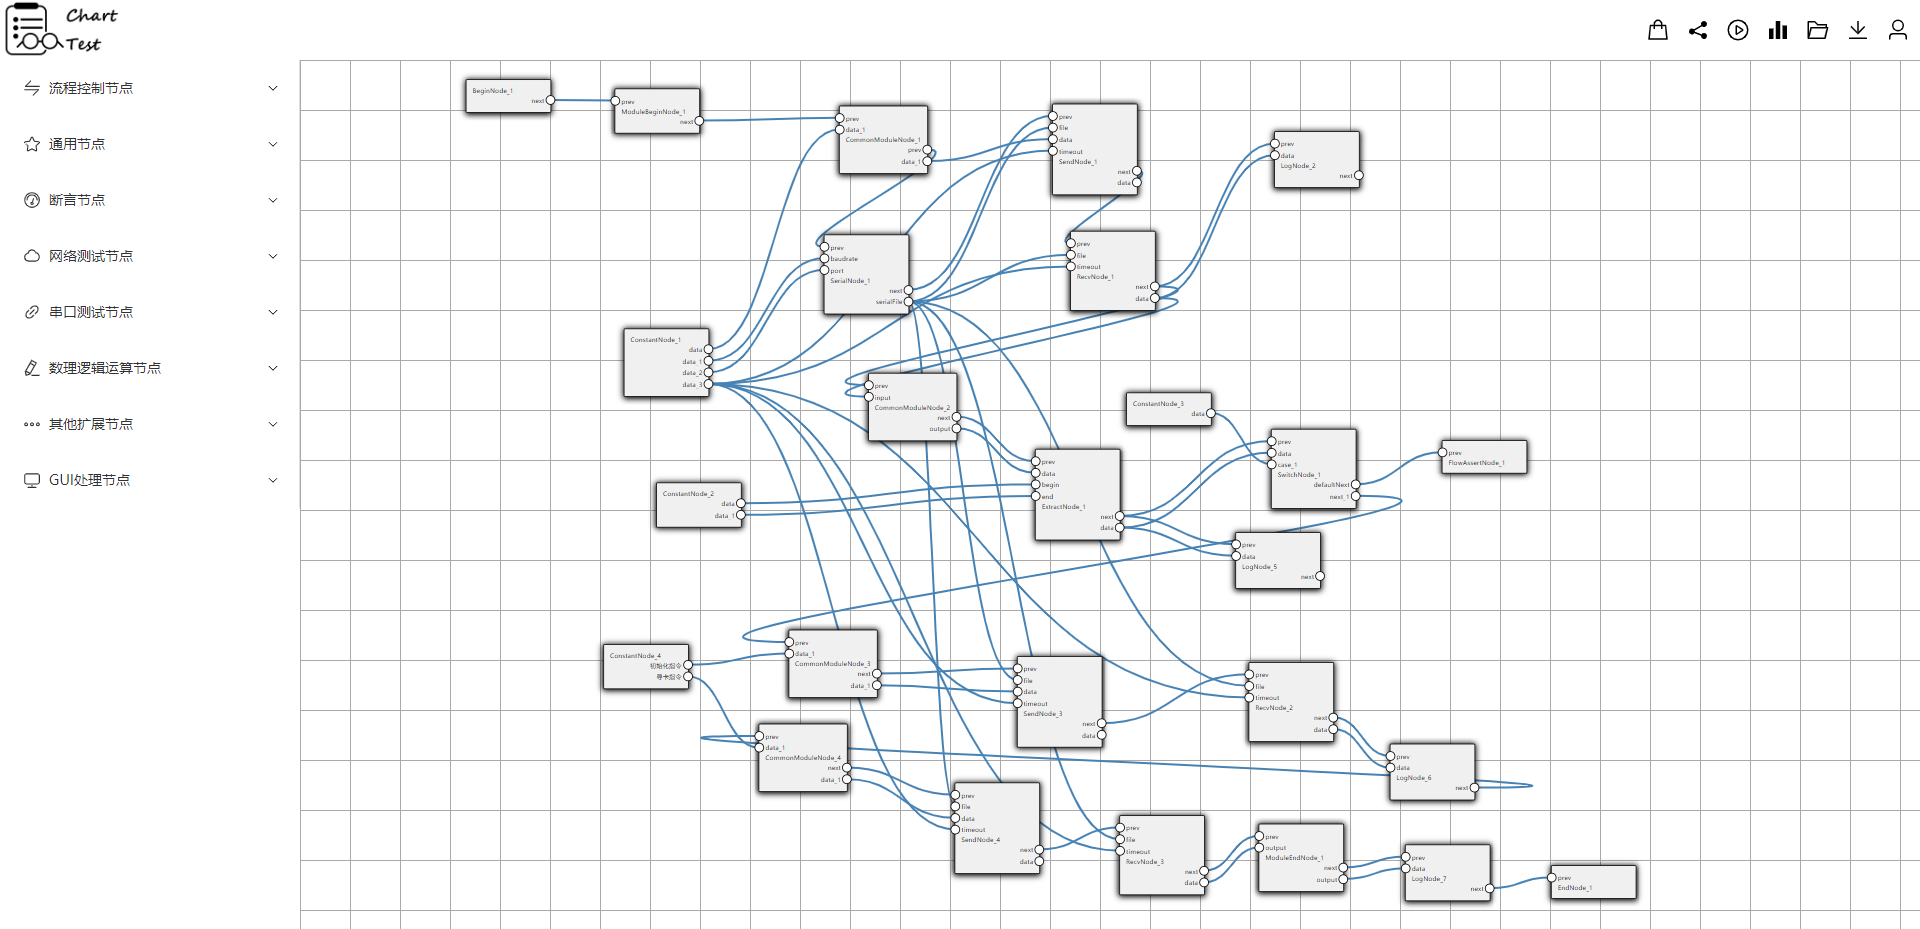 Chart
Test
流程控制节点
通用节点
断言节点
网络测试节点
串口测试节点
数理逻辑运算节点
其他扩展节点
GUI处理节点
BeginNode_1
next
prev
ModuleBeginNode_1
next
prev
data_1
CommonModuleNode_1
prev
data_1
prev
file
data
timeout
SendNode_1
next
data
prev
data
LogNode_2
next
prev
baudrate
port
SerialNode_1
next
serialFile
prev
file
timeout
RecvNode_1
next
data
ConstantNode_1
data
data_1
data_2
data_3
prev
input
CommonModuleNode_2
next
output
ConstantNode_3
data
prev
data
case_1
SwitchNode_1
defaultNext
next_1
prev
FlowAssertNode_1
prev
data
begin
end
ExtractNode_1
next
data
ConstantNode_2
data
data_1
prev
data
LogNode_5
next
ConstantNode_4
初始化指令
寻卡指令
prev
data_1
CommonModuleNode_3
next
data_1
prev
file
data
timeout
SendNode_3
next
data
prev
file
timeout
RecvNode_2
next
data
prev
data_1
CommonModuleNode_4
next
data_1
prev
data
LogNode_6
next
prev
file
data
timeout
SendNode_4
next
data
prev
file
timeout
RecvNode_3
next
data
prev
output
ModuleEndNode_1
next
output
prev
data
LogNode_7
next
prev
EndNode_1